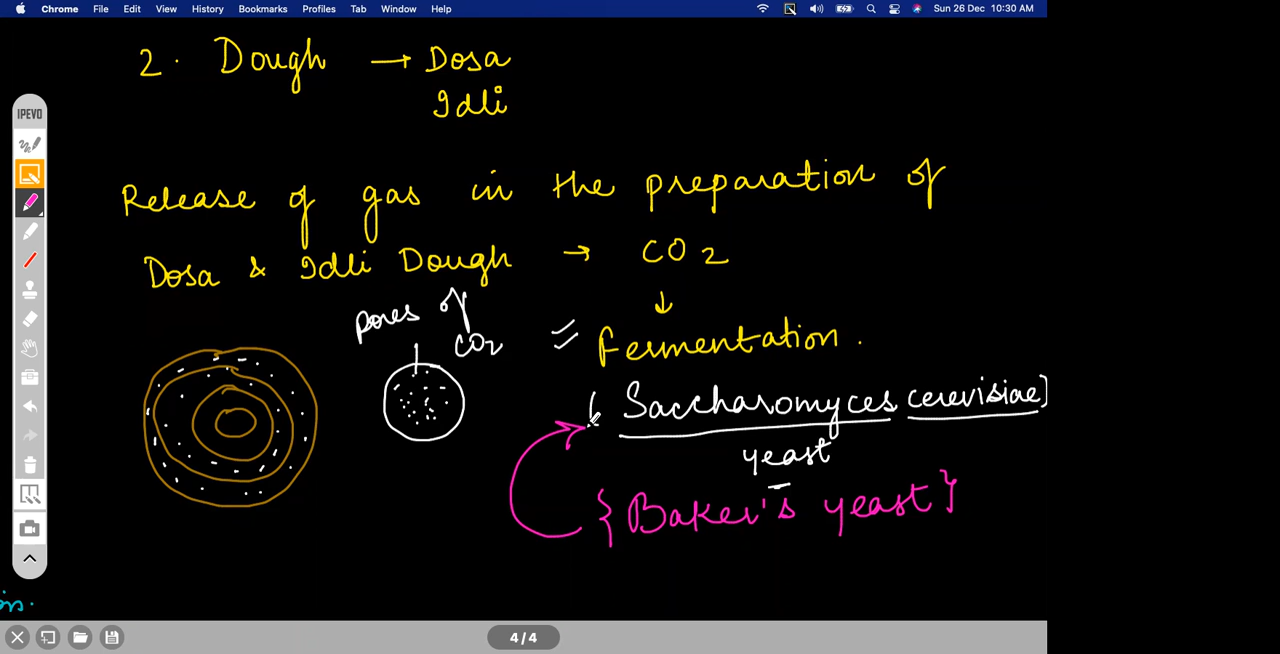 Chrome File Edit View History Bookmarks Profiles Tab Window Help Sun 26 Dec 10:30 AM
2. Dough → Dosa
Idli
IPEVO
Release of gas in the preparation of
Dosa & Idli Dough → CO2
↓
pores of
CO2
Fermentation.
( Saccharomyces cerevisiae]
yeast
{Baker's yeast}
4/4